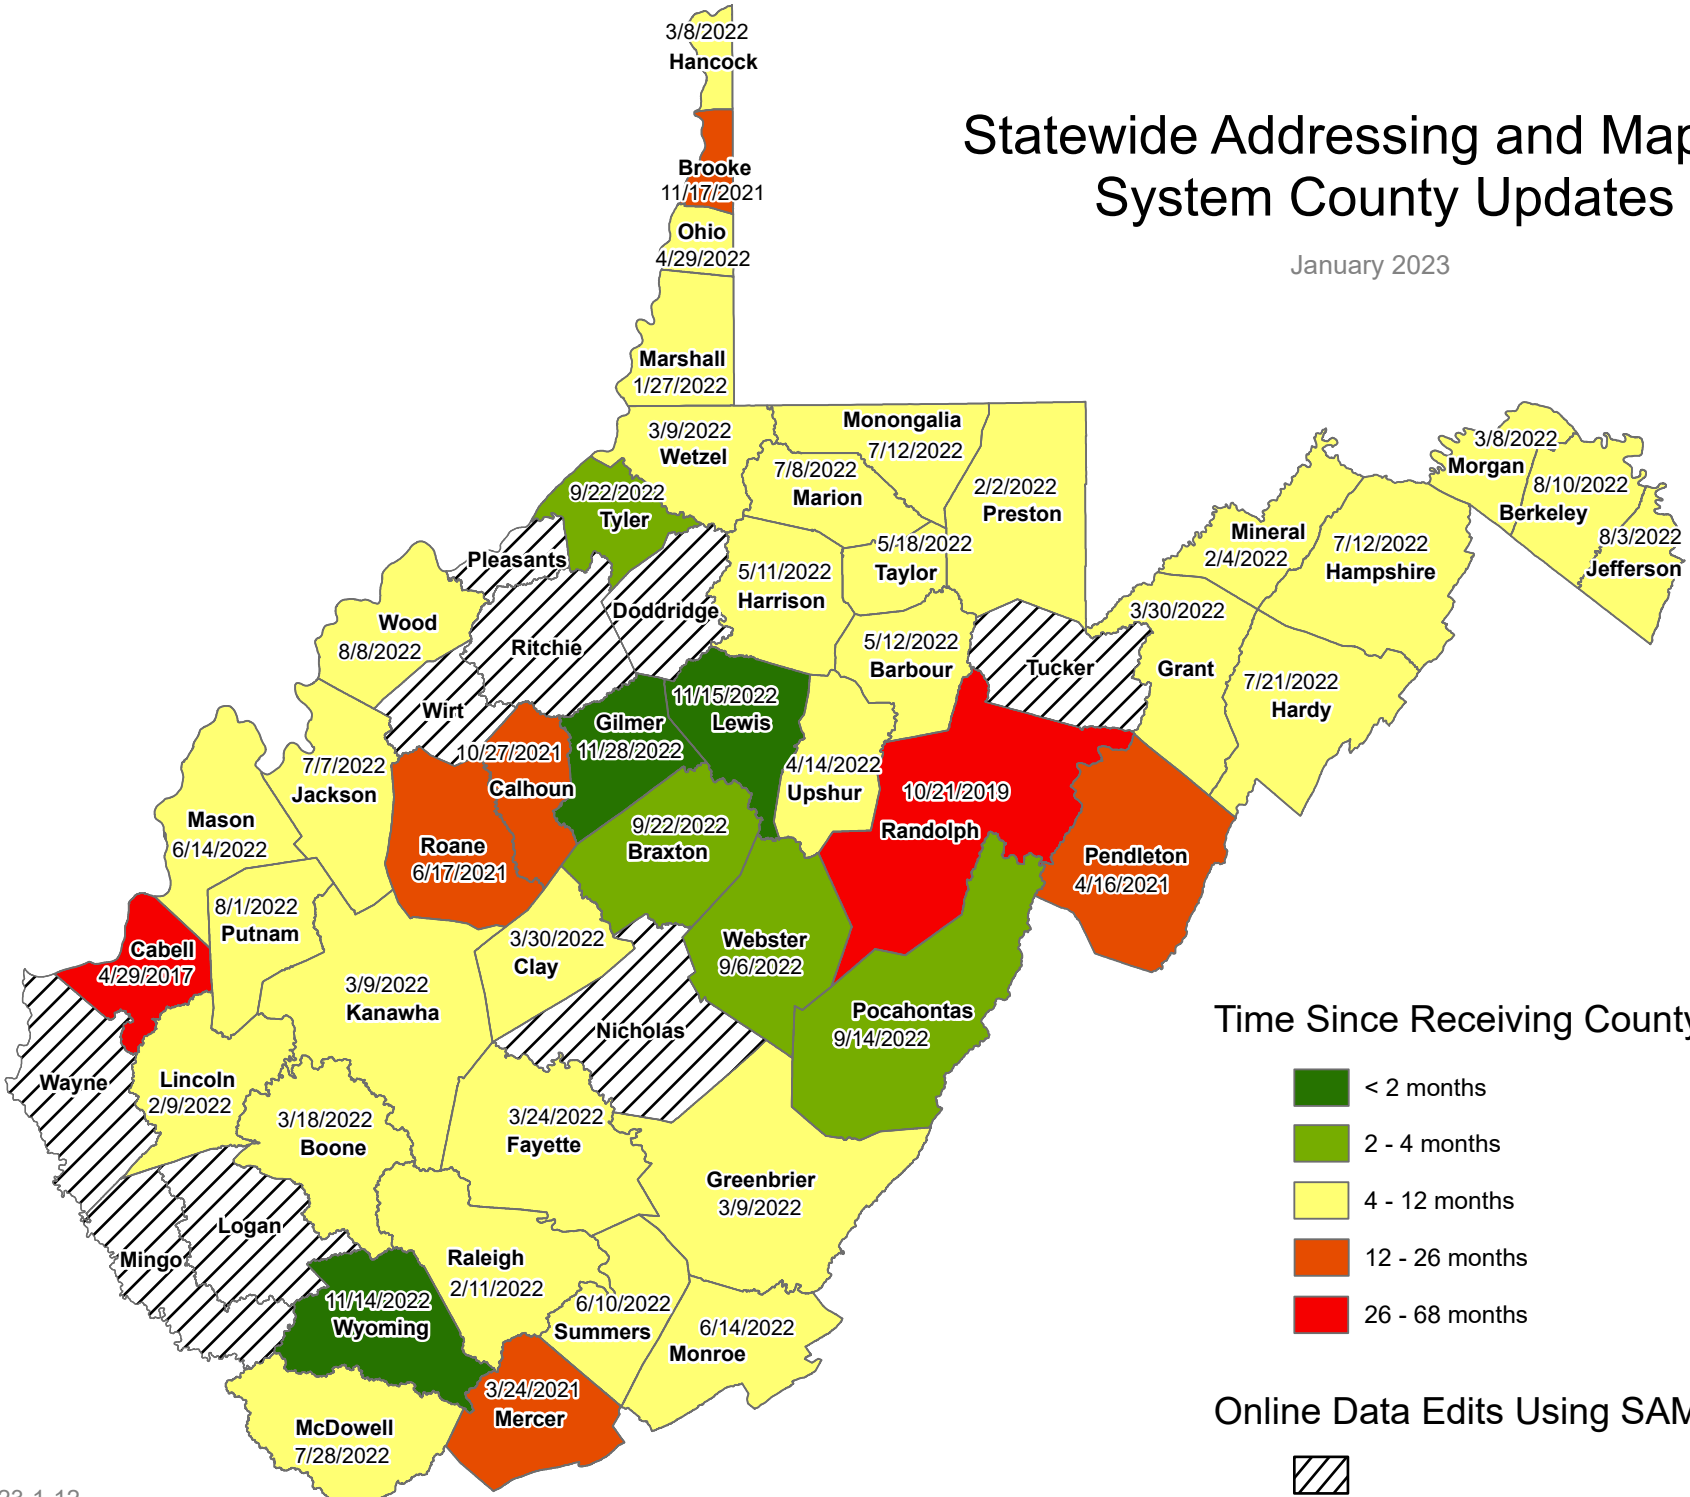 3/8/2022
Hancock
Brooke
11/17/2021
Ohio
4/29/2022
Marshall
1/27/2022
Statewide Addressing and Map
System County Updates
January 2023
3/9/2022
Wetzel
Monongalia
7/12/2022
7/8/2022
Marion
2/2/2022
Preston
9/22/2022
Tyler
Pleasants
5/18/2022
Taylor
5/11/2022
Harrison
Doddridge
Ritchie
Wood
8/8/2022
Wirt
5/12/2022
Barbour
Tucker
3/30/2022
Grant
Mineral
2/4/2022
7/12/2022
Hampshire
3/8/2022
Morgan
8/10/2022
Berkeley
8/3/2022
Jefferson
7/21/2022
Hardy
11/15/2022
Lewis
Gilmer
11/28/2022
10/27/2021
Calhoun
7/7/2022
Jackson
4/14/2022
Upshur
10/21/2019
Randolph
Mason
6/14/2022
Roane
6/17/2021
9/22/2022
Braxton
Pendleton
4/16/2021
8/1/2022
Putnam
Cabell
4/29/2017
3/30/2022
Clay
Webster
9/6/2022
3/9/2022
Kanawha
Nicholas
Pocahontas
9/14/2022
Wayne
Lincoln
2/9/2022
3/18/2022
Boone
3/24/2022
Fayette
Greenbrier
3/9/2022
Logan
Mingo
Raleigh
2/11/2022
11/14/2022
Wyoming
6/10/2022
Summers
6/14/2022
Monroe
3/24/2021
Mercer
McDowell
7/28/2022
Time Since Receiving County
< 2 months
2 - 4 months
4 - 12 months
12 - 26 months
26 - 68 months
Online Data Edits Using SAM